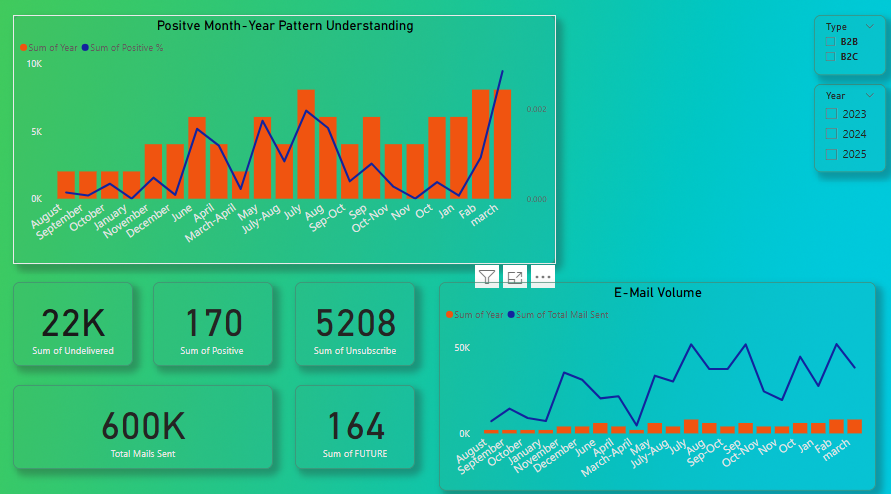 Positve Month-Year Pattern Understanding
Sum of Year Sum of Positive %
10K
5K
0K
0.002
0.000
August
September
October
January
November
December
June
April
March-April
May
July-Aug
July
Aug
Sep-Oct
Sep
Oct-Nov
Nov
Oct
Jan
Fab
march
Type
B2B
B2C
Year
2023
2024
2025
22K
Sum of Undelivered
170
Sum of Positive
5208
Sum of Unsubscribe
600K
Total Mails Sent
164
Sum of FUTURE
E-Mail Volume
Sum of Year Sum of Total Mail Sent
50K
0K
August
September
October
January
November
December
June
April
March-April
May
July-Aug
July
Aug
Sep-Oct
Sep
Oct-Nov
Nov
Oct
Jan
Fab
march